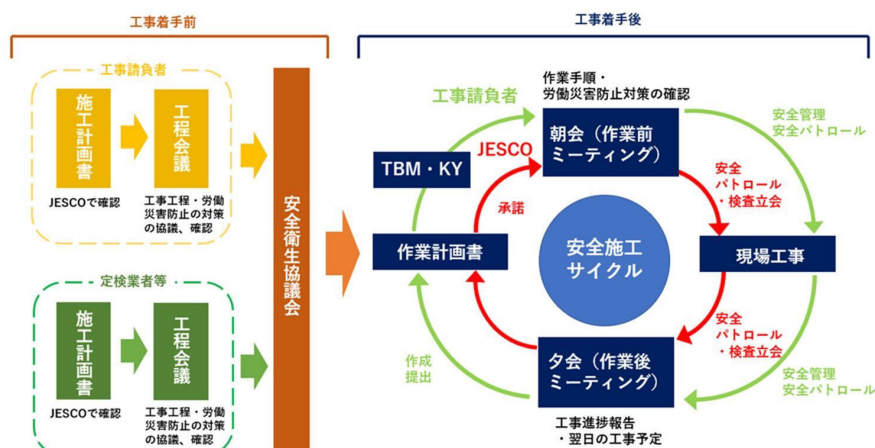 工事着手前
工事着手後
工事請負者
施工計画書
工程会議
JESCOで確認
工事工程・労働
災害防止の対策
の協議、確認
定検業者等
施工計画書
工程会議
JESCOで確認
工事工程・労働
災害防止の対策
の協議、確認
安全衛生協議会
作業手順・
労働災害防止対策の確認
工事請負者
朝会（作業前
ミーティング）
安全管理
安全パトロール
JESCO
TBM・KY
安全
パトロール
・検査立会
承諾
作業計画書
安全施工
サイクル
現場工事
安全
パトロール
・検査立会
作成
提出
夕会（作業後
ミーティング）
安全管理
安全パトロール
工事進捗報告
・翌日の工事予定